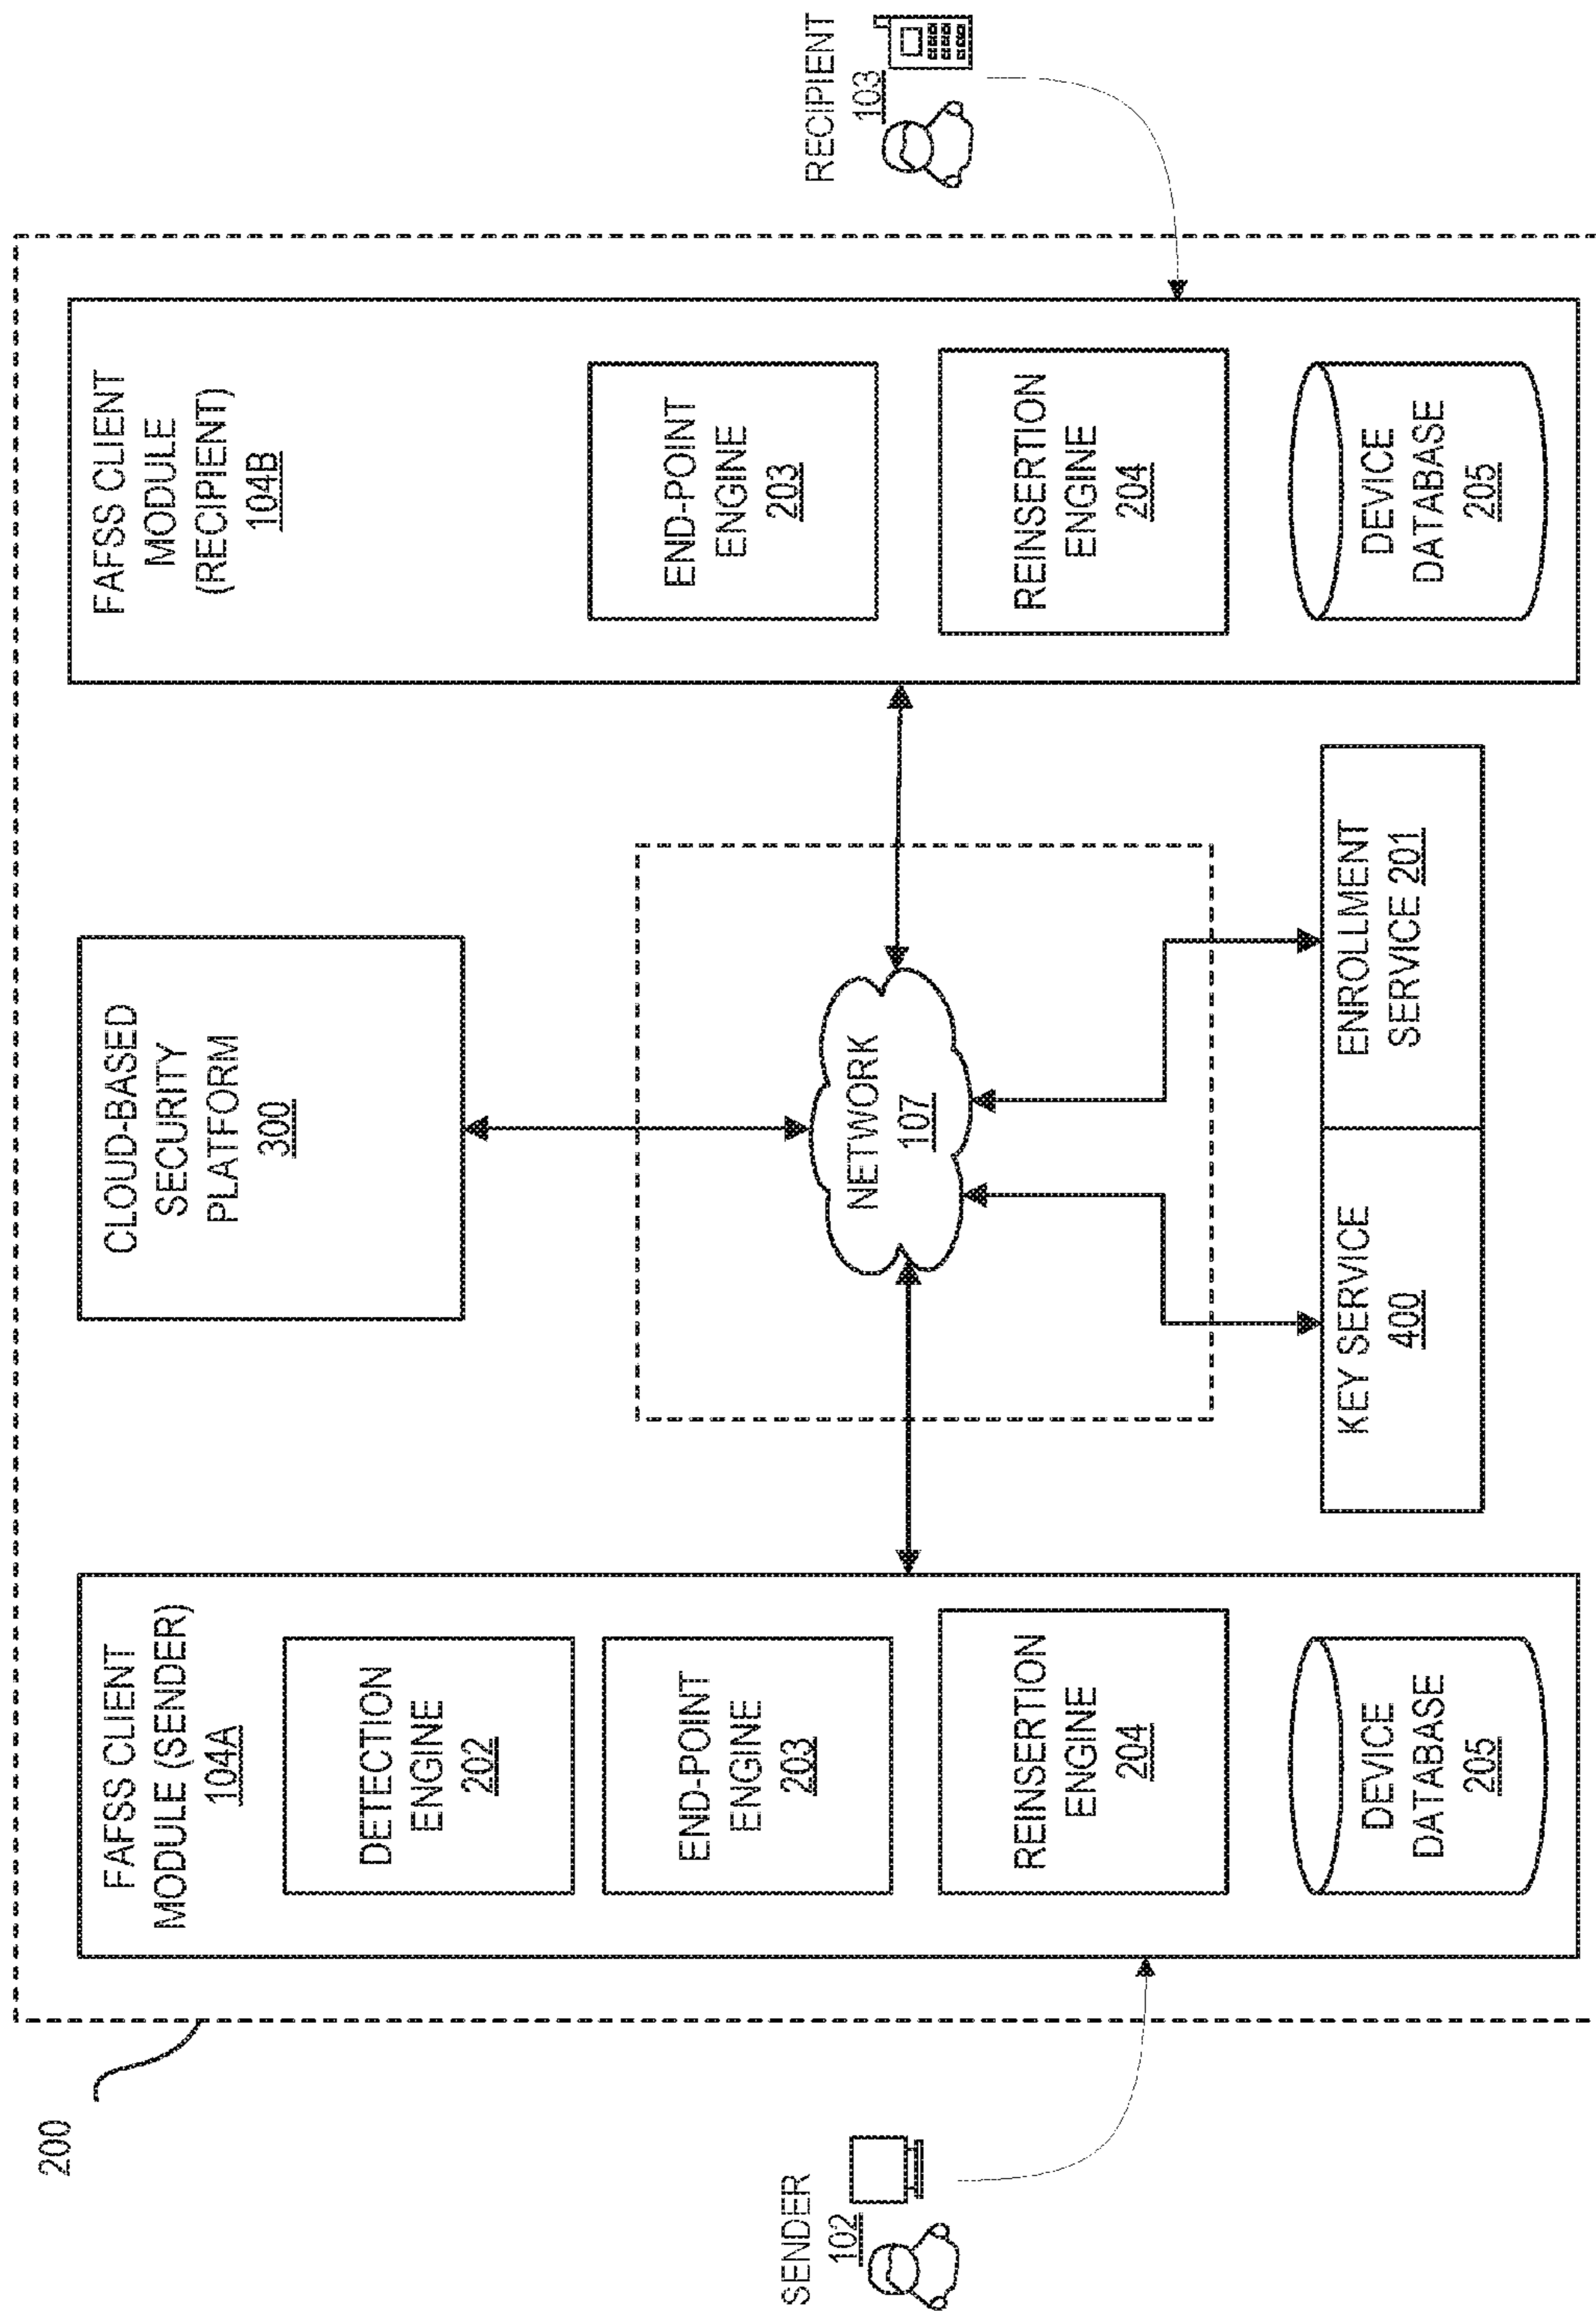 200
SENDER
102
FAFSS CLIENT
MODULE (SENDER)
104A
DETECTION
ENGINE
202
END-POINT
ENGINE
203
REINSERTION
ENGINE
204
DEVICE
DATABASE
205
CLOUD-BASED
SECURITY
PLATFORM
300
NETWORK
107
KEY SERVICE
400
ENROLLMENT
SERVICE 201
FAFSS CLIENT
MODULE
(RECIPIENT)
104B
END-POINT
ENGINE
203
REINSERTION
ENGINE
204
DEVICE
DATABASE
205
RECIPIENT
103